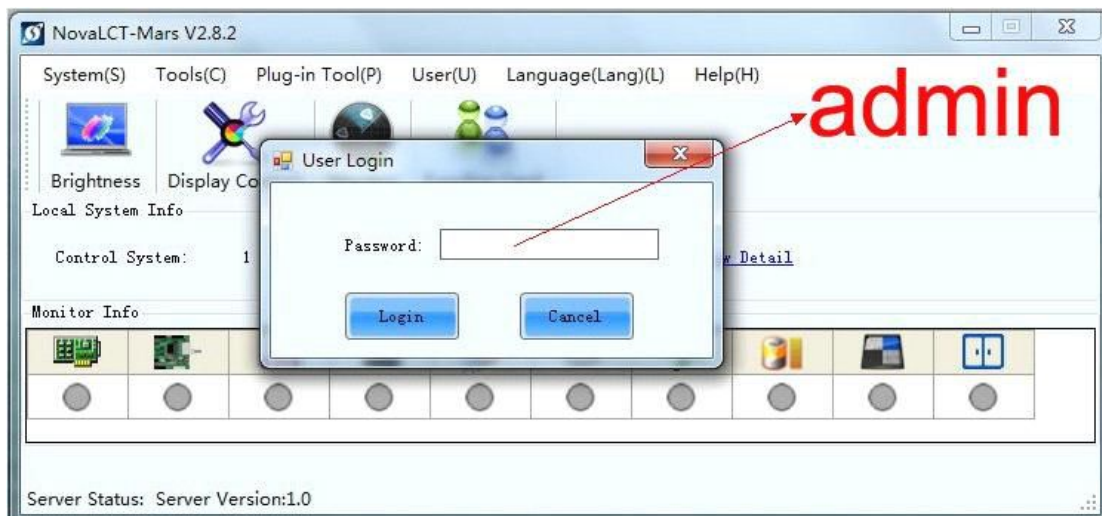 NovaLCT-Mars V2.8.2
System(S) Tools(C) Plug-in Tool(P) User(U) Language(Lang)(L) Help(H)
admin
User Login
Brightness Display Co
Local System Info
Password:
Control System: 1 Detail
Login Cancel
Monitor Info
Server Status: Server Version:1.0